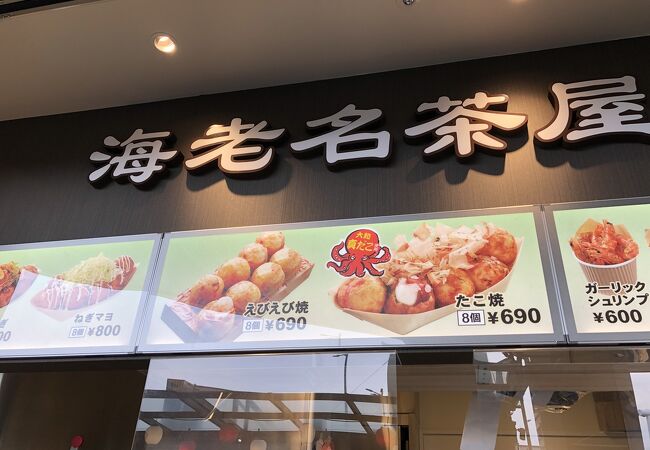 海老名茶屋
ねぎマヨ
8個 ¥800
90
えびえび焼
8個 ¥690
大粒
真だこ
たこ焼
8個 ¥690
ガーリック
シュリンプ
¥600